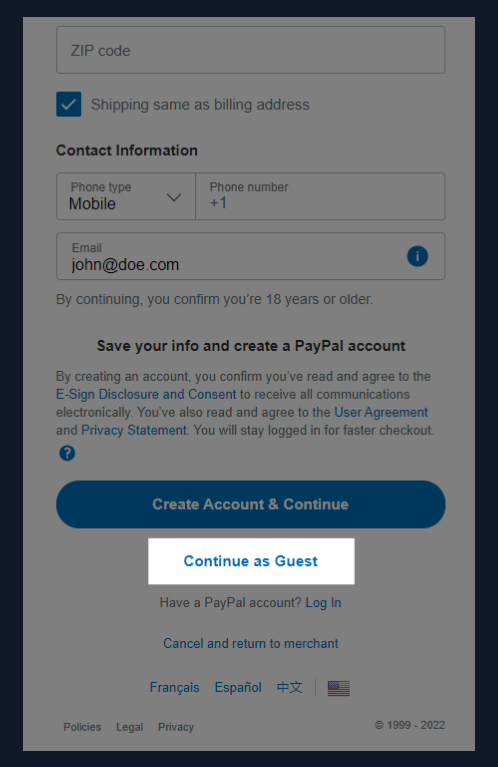 ZIP code
Shipping same as billing address
Contact Information
Phone type
Mobile
Phone number
+1
Email
john@doe.com
By continuing, you confirm you're 18 years or older.
Save your info and create a PayPal account
By creating an account, you confirm you've read and agree to the
E-Sign Disclosure and Consent to receive all communications
electronically. You've also read and agree to the User Agreement
and Privacy Statement. You will stay logged in for faster checkout.
Create Account & Continue
Continue as Guest
Have a PayPal account? Log In
Cancel and return to merchant
Français Español 中文
Policies Legal Privacy © 1999 - 2022